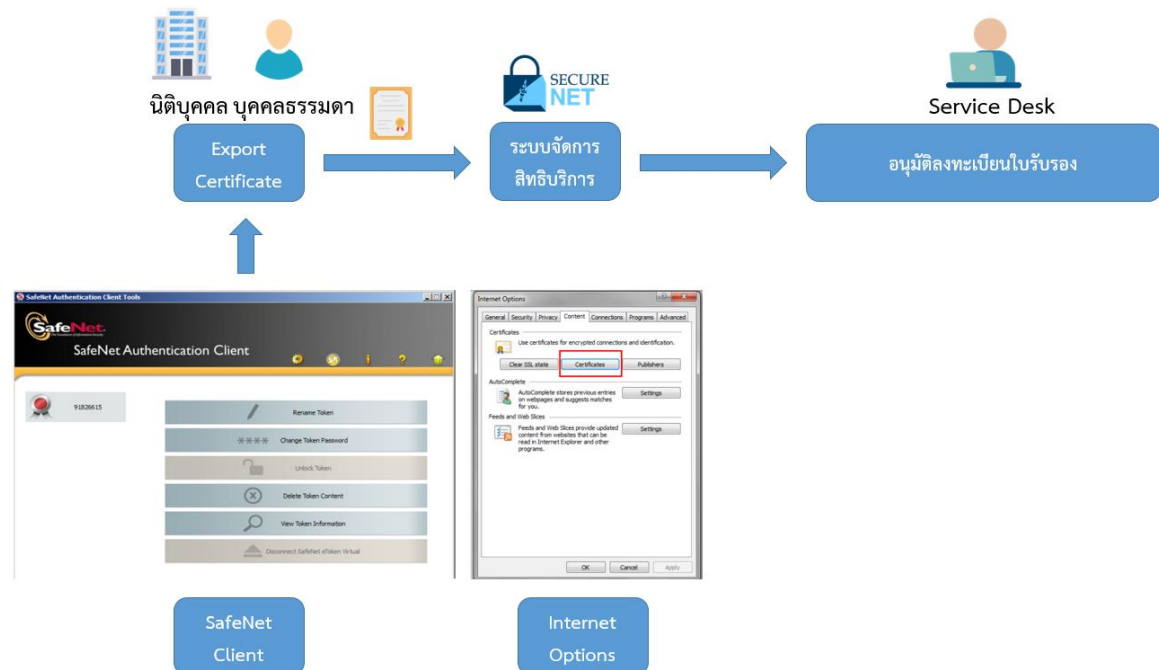 นิติบุคคล บุคคลธรรมดา
SECURE
NET
Service Desk
Export
Certificate
ระบบจัดการ
สิทธิบริการ
อนุมัติลงทะเบียนใบรับรอง
SafeNet Authentication Client Tools
SafeNet.
SafeNet Authentication Client
91826615
Rename Token
**** Change Token Password
Unlock Token
Delete Token Content
View Token Information
Disconnect SafeNet eToken Virtual
Internet Options
General Security Privacy Content Connections Programs Advanced
Certificates
Use certificates for encrypted connections and identification.
Clear SSL state Certificates Publishers
AutoComplete
AutoComplete stores previous entries
on webpages and suggests matches
for you.
Settings
Feeds and Web Slices
Feeds and Web Slices provide updated
content from websites that can be
read in Internet Explorer and other
programs.
Settings
OK Cancel Apply
SafeNet
Client
Internet
Options